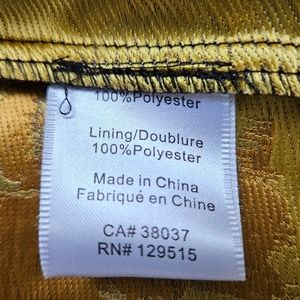 100%Polyester
Lining/Doublure
100%Polyester
Made in China
Fabriqué en Chine
CA# 38037
RN# 129515